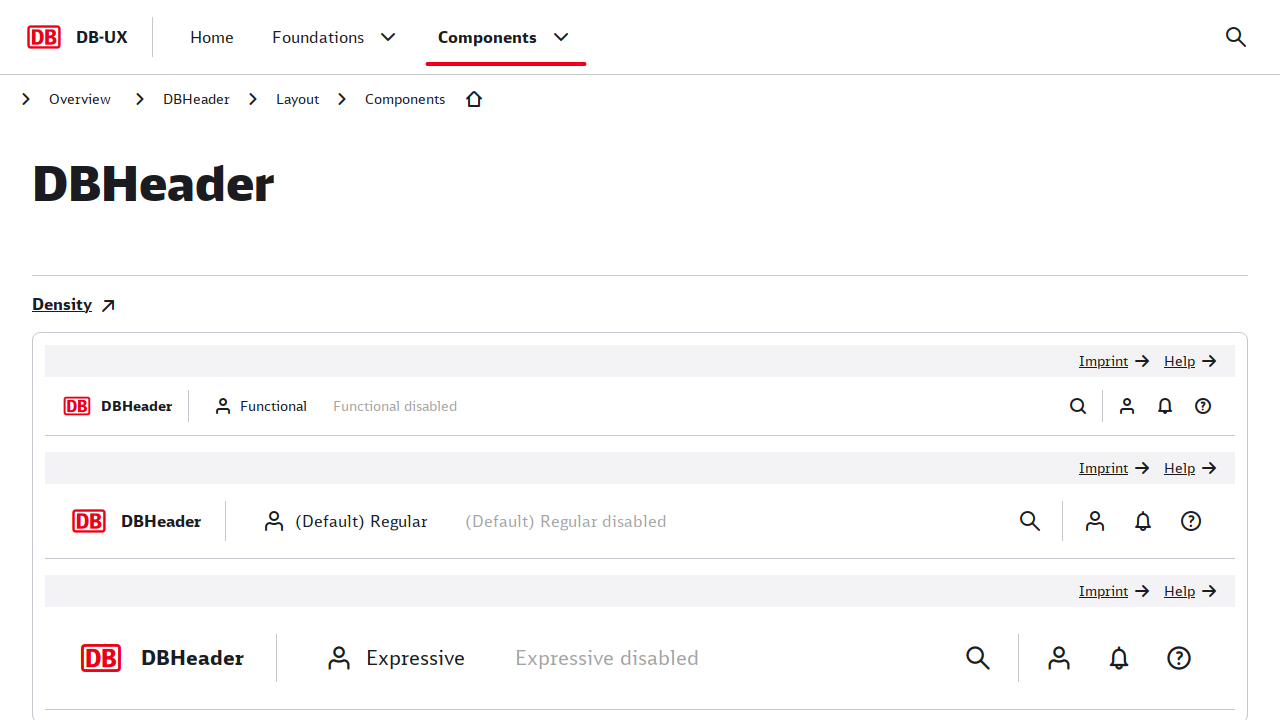 DB DB-UX Home Foundations Components
Overview DBHeader Layout Components
DBHeader
Density
Imprint Help
DB DBHeader Functional Functional disabled
Imprint Help
DB DBHeader (Default) Regular (Default) Regular disabled
Imprint Help
DB DBHeader Expressive Expressive disabled